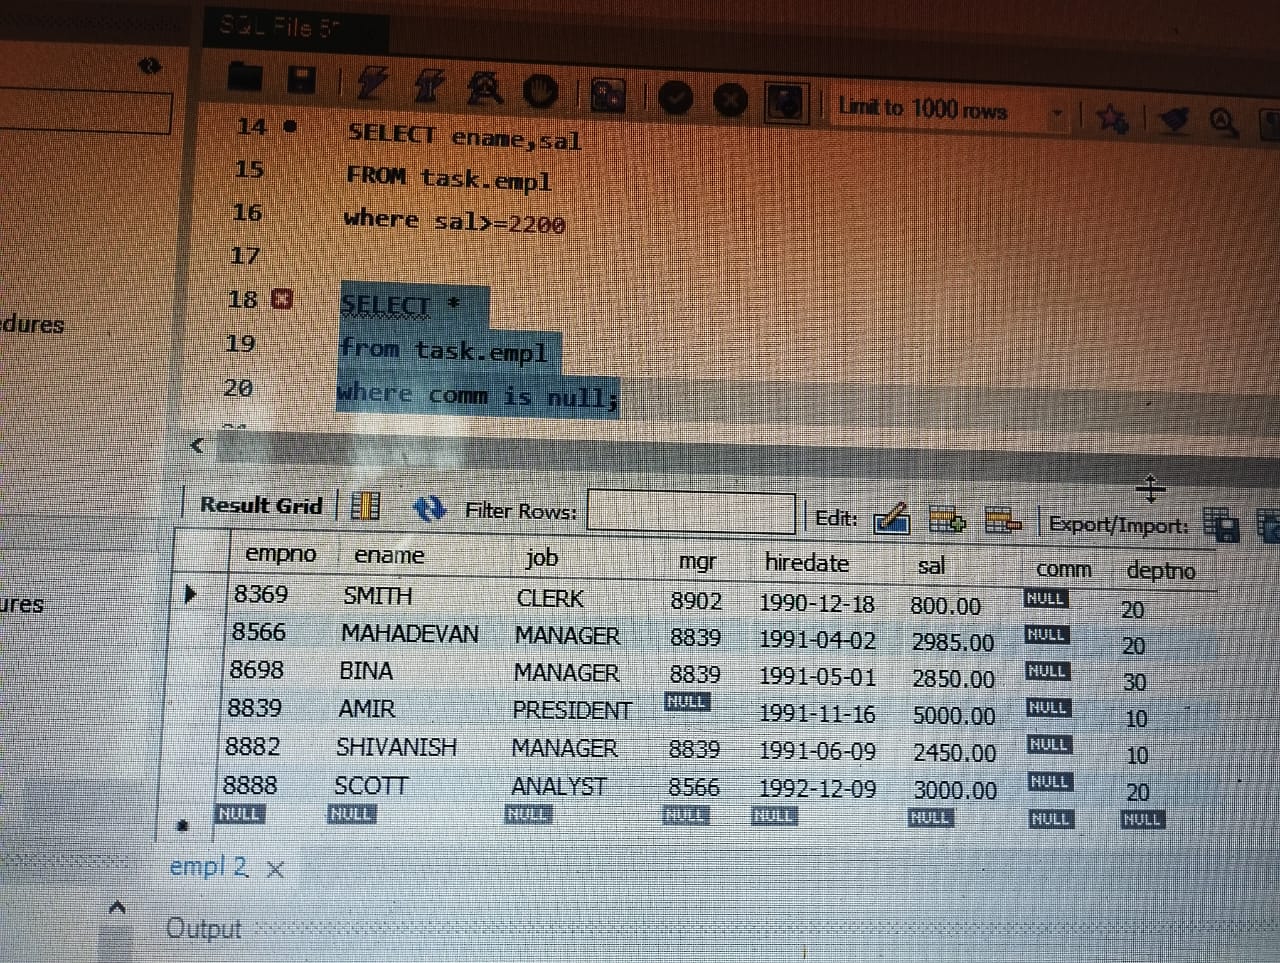 SQL File 5*
Limit to 1000 rows
14 SELECT ename,sal
15 FROM task.empl
16 where sal>=2200
17
18 SELECT *
19 from task.empl
20 where comm is null;
dures
ures
Result Grid Filter Rows: Edit: Export/Import:
empno ename job mgr hiredate sal comm deptno
8369 SMITH CLERK 8902 1990-12-18 800.00 NULL 20
8566 MAHADEVAN MANAGER 8839 1991-04-02 2985.00 NULL 20
8698 BINA MANAGER 8839 1991-05-01 2850.00 NULL 30
8839 AMIR PRESIDENT NULL 1991-11-16 5000.00 NULL 10
8882 SHIVANISH MANAGER 8839 1991-06-09 2450.00 NULL 10
8888 SCOTT ANALYST 8566 1992-12-09 3000.00 NULL 20
NULL NULL NULL NULL NULL NULL NULL NULL
empl 2
Output